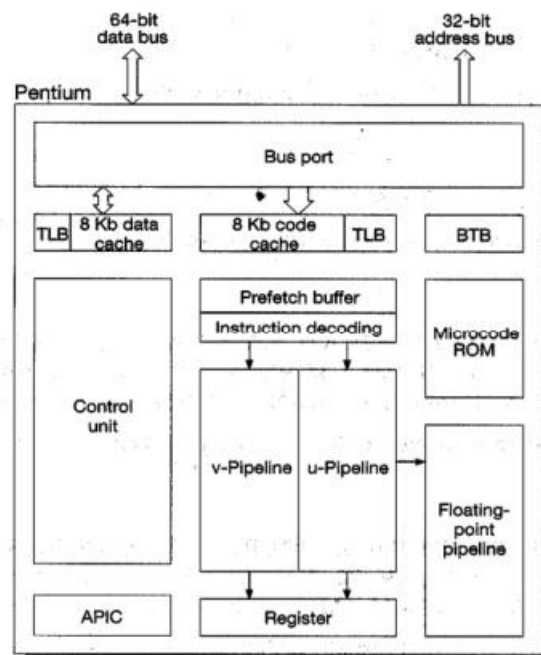 64-bit
data bus
32-bit
address bus
Pentium
Bus port
TLB
8 Kb data
cache
8 Kb code
cache
TLB
BTB
Prefetch buffer
Instruction decoding
Microcode
ROM
Control
unit
v-Pipeline
u-Pipeline
Floating-
point
pipeline
APIC
Register